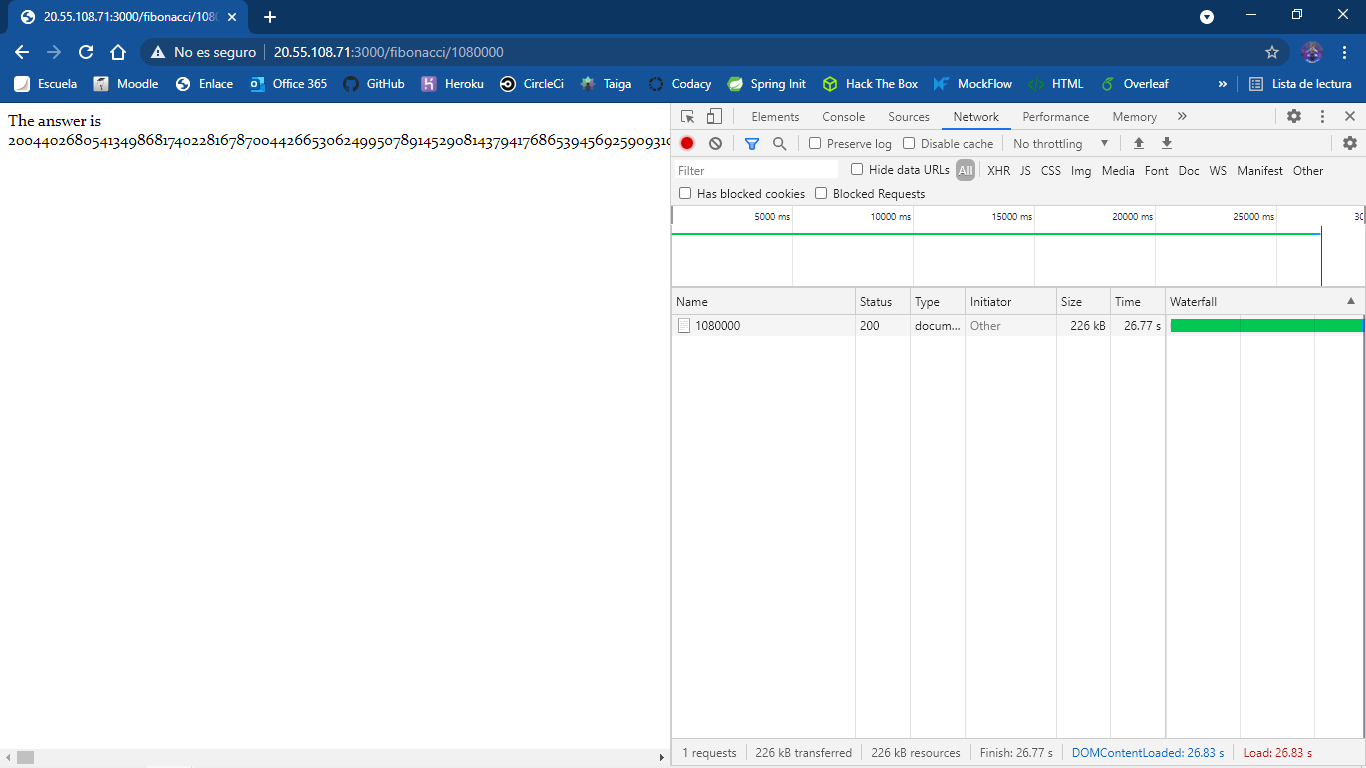 20.55.108.71:3000/fibonacci/1080
No es seguro 20.55.108.71:3000/fibonacci/1080000
Escuela Moodle Enlace Office 365 GitHub Heroku CircleCi Taiga Codacy Spring Init Hack The Box MockFlow HTML Overleaf » Lista de lectura
The answer is
200440268054134986817402281678700442665306249950789145290814379417686539456925909310
Elements Console Sources Network Performance Memory »
Preserve log Disable cache No throttling
Filter Hide data URLs All XHR JS CSS Img Media Font Doc WS Manifest Other
Has blocked cookies Blocked Requests
5000 ms 10000 ms 15000 ms 20000 ms 25000 ms 30
Name Status Type Initiator Size Time Waterfall
1080000 200 docum... Other 226 kB 26.77 s
1 requests 226 kB transferred 226 kB resources Finish: 26.77 s DOMContentLoaded: 26.83 s Load: 26.83 s